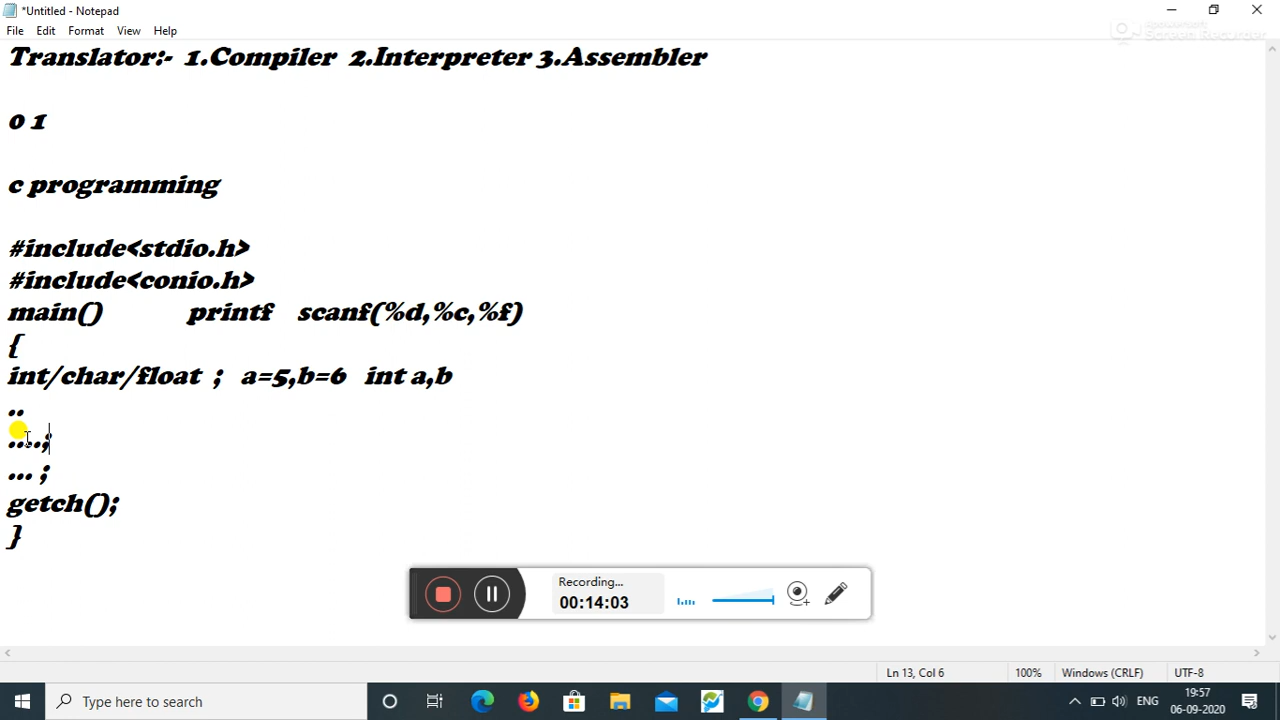 *Untitled - Notepad
File Edit Format View Help
Screen Recorder
Translator:- 1.Compiler 2.Interpreter 3.Assembler
0 1
c programming
#include<stdio.h>
#include<conio.h>
main() printf scanf(%d,%c,%f)
{
int/char/float ; a=5,b=6 int a,b
..
....;
... ;
getch();
}
Recording...
00:14:03
Ln 13, Col 6 100% Windows (CRLF) UTF-8
Type here to search
ENG
19:57
06-09-2020